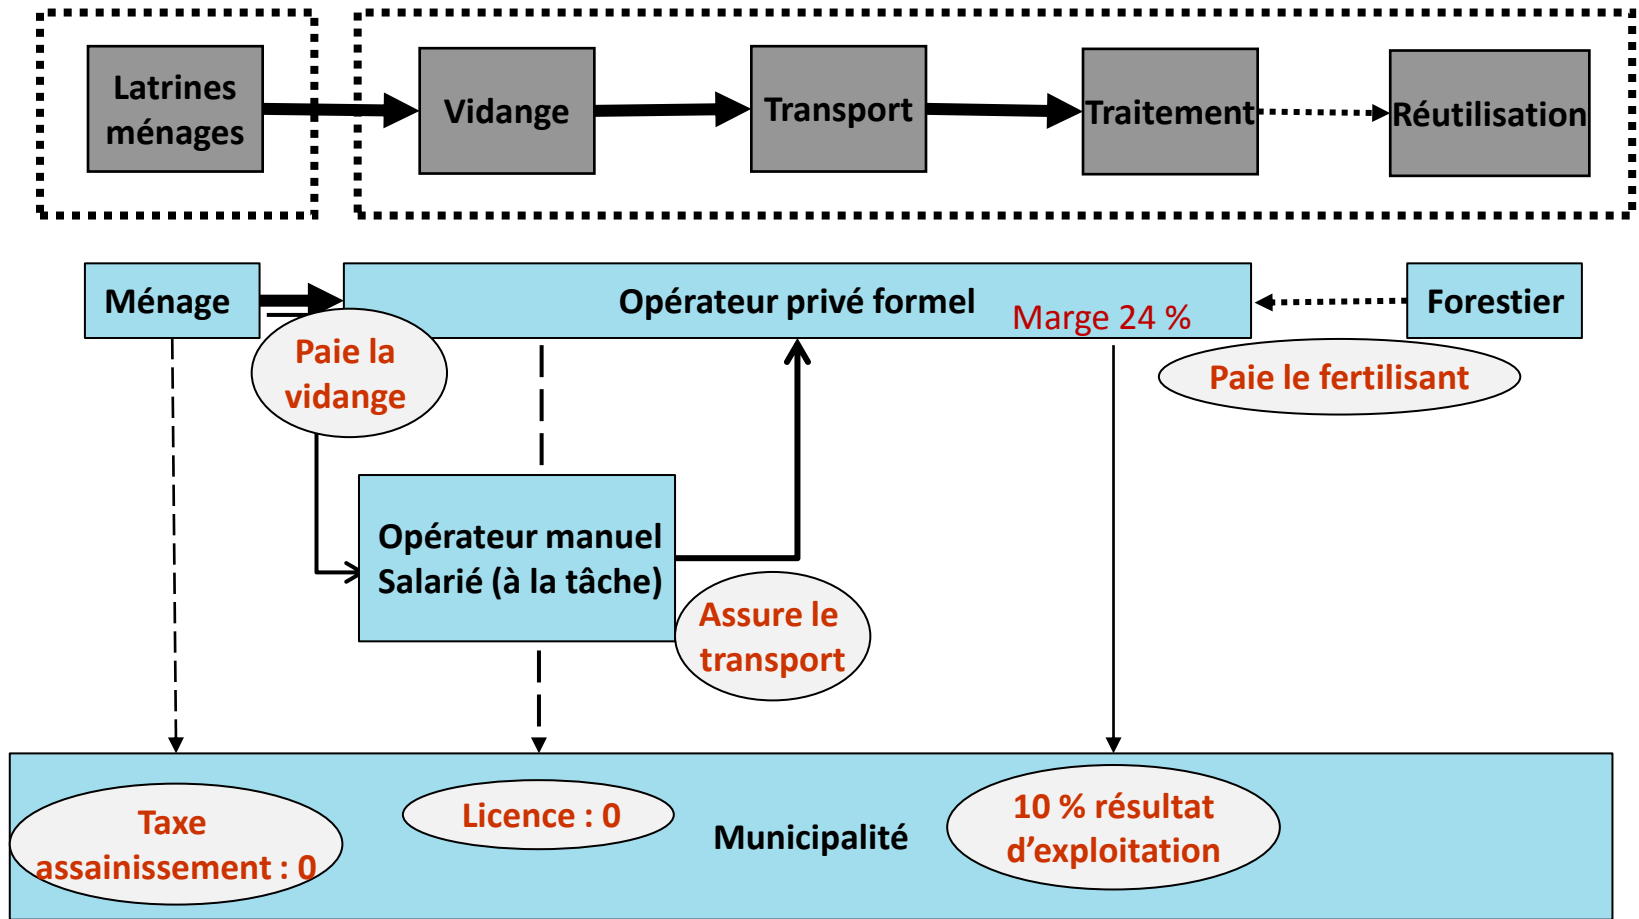 Latrines
ménages
Vidange
Transport
Traitement
Réutilisation
Ménage
Opérateur privé formel
Marge 24 %
Forestier
Paie la
vidange
Paie le fertilisant
Opérateur manuel
Salarié (à la tâche)
Assure le
transport
Taxe
assainissement : 0
Licence : 0
Municipalité
10 % résultat
d’exploitation